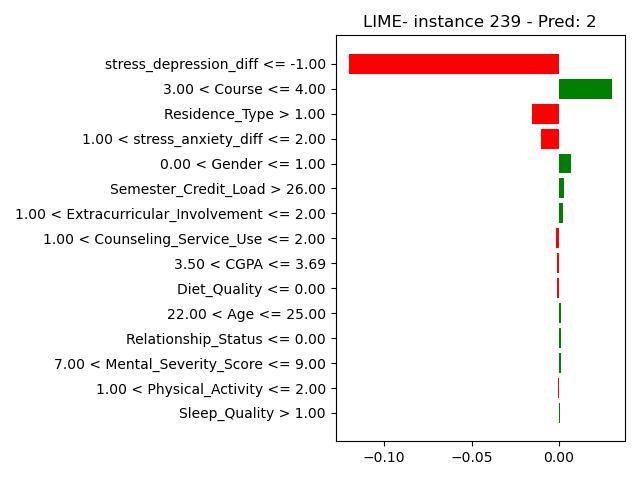 LIME- instance 239 - Pred: 2
stress_depression_diff <= -1.00
3.00 < Course <= 4.00
Residence_Type > 1.00
1.00 < stress_anxiety_diff <= 2.00
0.00 < Gender <= 1.00
Semester_Credit_Load > 26.00
1.00 < Extracurricular_Involvement <= 2.00
1.00 < Counseling_Service_Use <= 2.00
3.50 < CGPA <= 3.69
Diet_Quality <= 0.00
22.00 < Age <= 25.00
Relationship_Status <= 0.00
7.00 < Mental_Severity_Score <= 9.00
1.00 < Physical_Activity <= 2.00
Sleep_Quality > 1.00
−0.10 −0.05 0.00